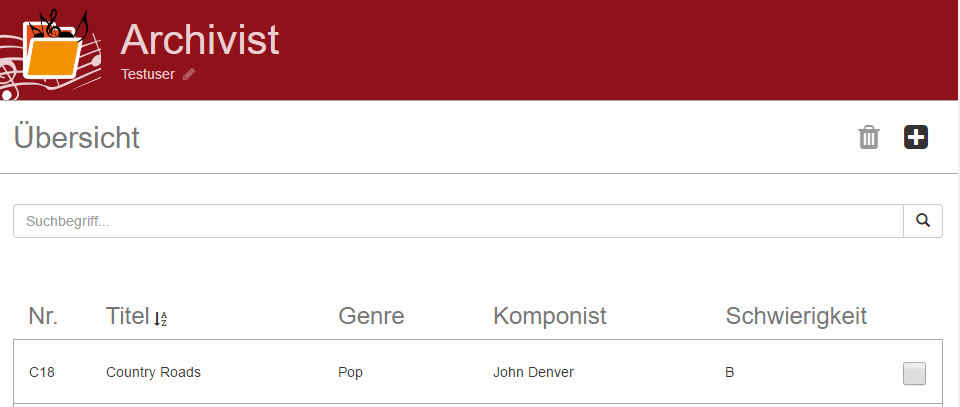 Archivist
Testuser
Übersicht
Suchbegriff...
Nr. Titel Genre Komponist Schwierigkeit
C18 Country Roads Pop John Denver B